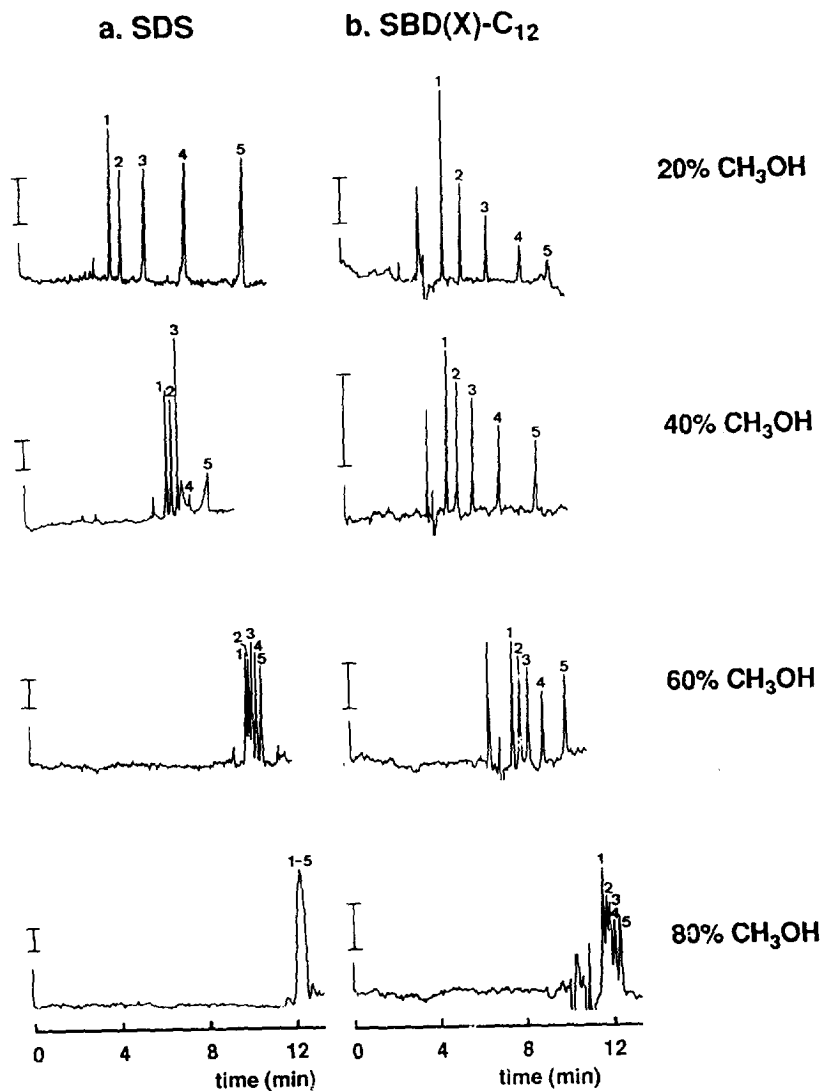 a. SDS
b. SBD(X)-C₁₂
1 2 3 4 5
1 2 3 4 5
20% CH₃OH
1 2 3 4 5
1 2 3 4 5
40% CH₃OH
2 3 4 1 5
1 2 3 4 5
60% CH₃OH
1-5
1 2 3 4 5
80% CH₃OH
0 4 8 12
time (min)
0 4 8 12
time (min)